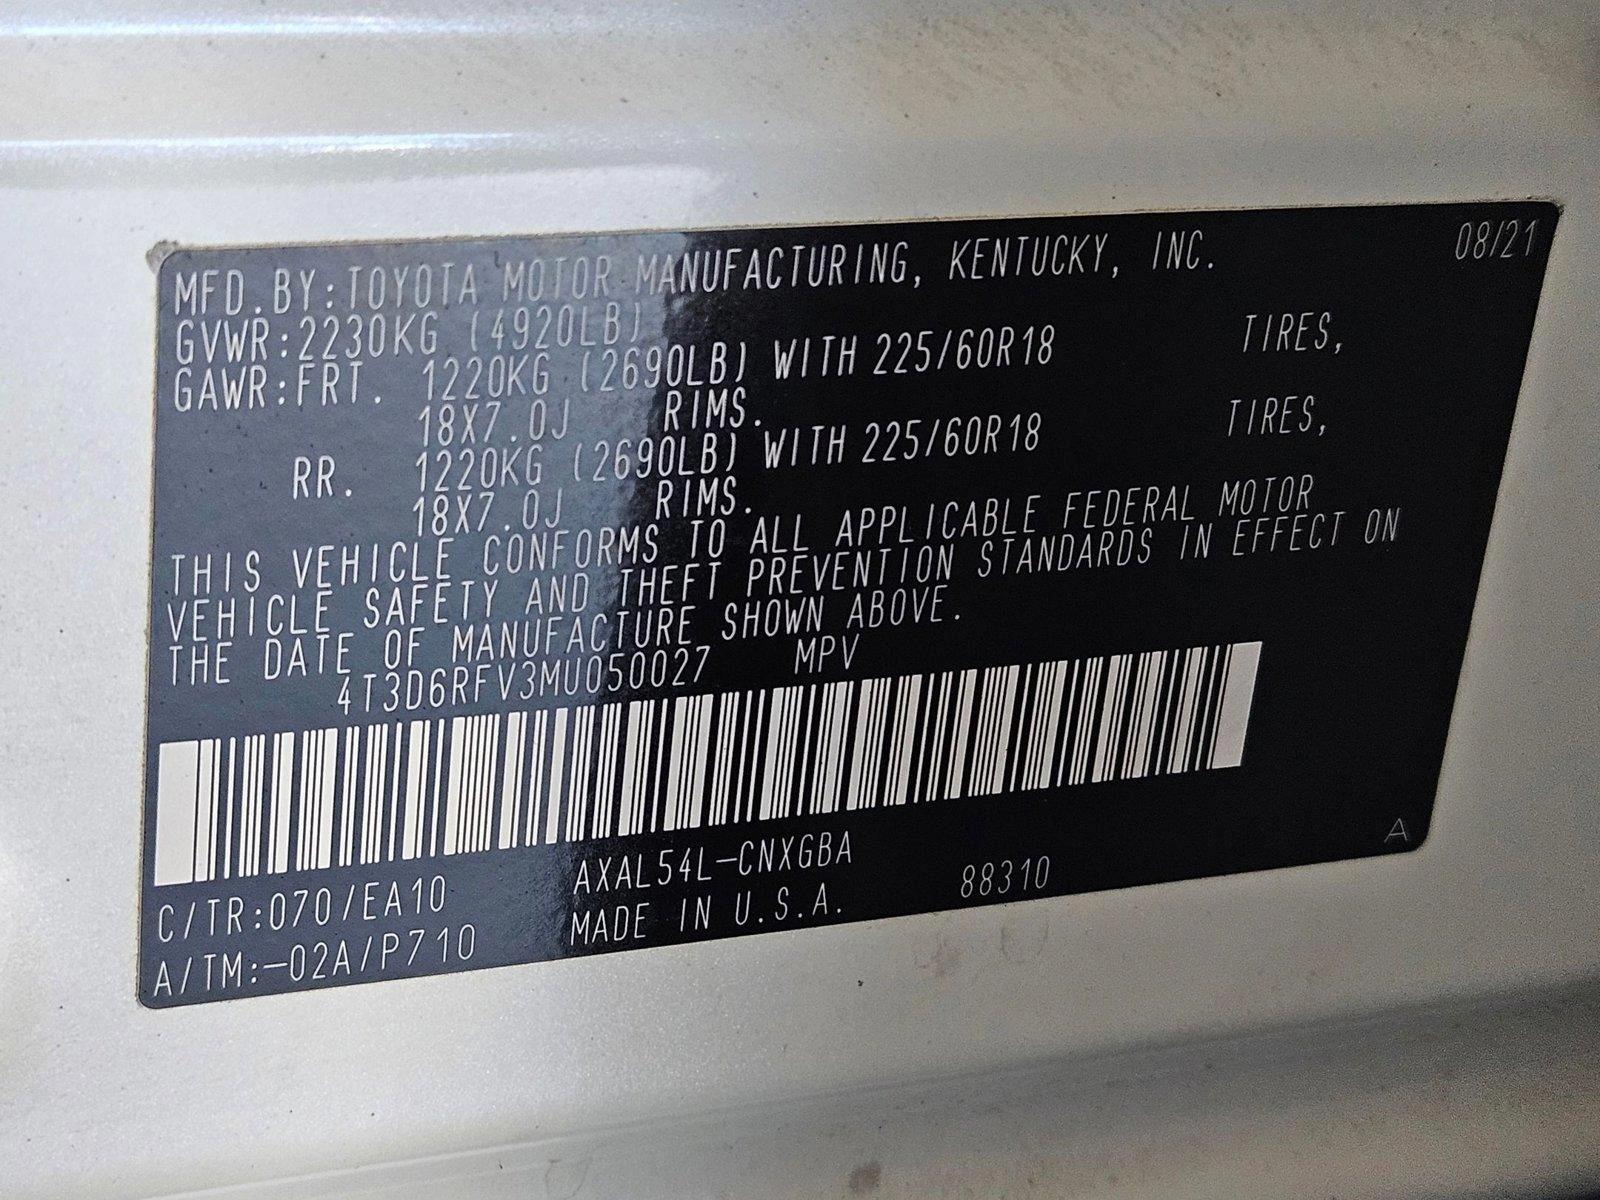 08/21
MFD.BY:TOYOTA MOTOR MANUFACTURING, KENTUCKY, INC.
GVWR:2230KG (4920LB)
GAWR:FRT. 1220KG (2690LB) WITH 225/60R18 TIRES,
18X7.0J RIMS.
RR. 1220KG (2690LB) WITH 225/60R18 TIRES,
18X7.0J RIMS.
THIS VEHICLE CONFORMS TO ALL APPLICABLE FEDERAL MOTOR
VEHICLE SAFETY AND THEFT PREVENTION STANDARDS IN EFFECT ON
THE DATE OF MANUFACTURE SHOWN ABOVE.
4T3D6RFV3MU050027 MPV
C/TR:070/EA10 AXAL54L-CNXGBA
A/TM:-02A/P710 MADE IN U.S.A. 88310
A